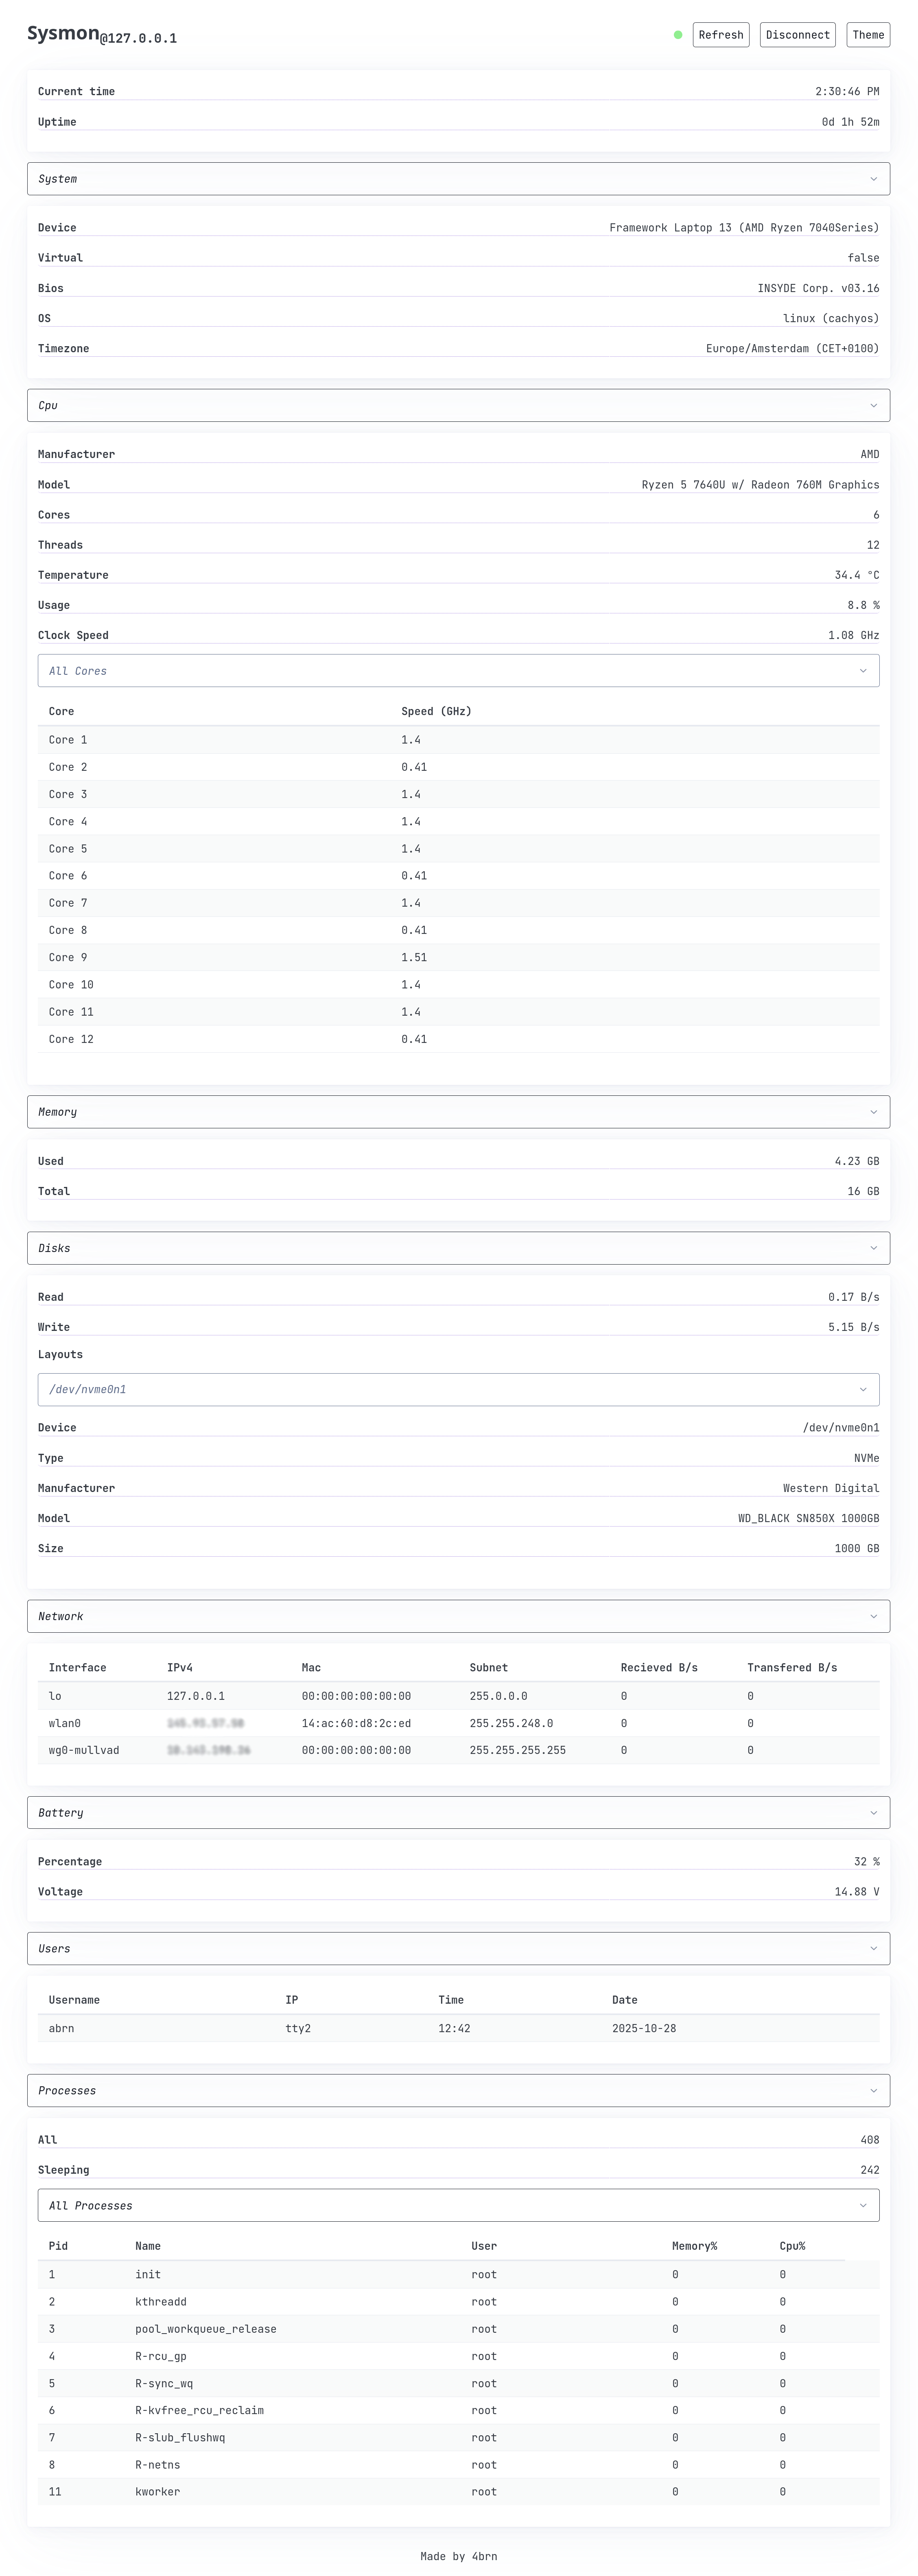 Sysmon@127.0.0.1 Refresh Disconnect Theme
Current time 2:30:46 PM
Uptime 0d 1h 52m
System
Device Framework Laptop 13 (AMD Ryzen 7040Series)
Virtual false
Bios INSYDE Corp. v03.16
OS linux (cachyos)
Timezone Europe/Amsterdam (CET+0100)
Cpu
Manufacturer AMD
Model Ryzen 5 7640U w/ Radeon 760M Graphics
Cores 6
Threads 12
Temperature 34.4 °C
Usage 8.8 %
Clock Speed 1.08 GHz
All Cores
Core Speed (GHz)
Core 1 1.4
Core 2 0.41
Core 3 1.4
Core 4 1.4
Core 5 1.4
Core 6 0.41
Core 7 1.4
Core 8 0.41
Core 9 1.51
Core 10 1.4
Core 11 1.4
Core 12 0.41
Memory
Used 4.23 GB
Total 16 GB
Disks
Read 0.17 B/s
Write 5.15 B/s
Layouts
/dev/nvme0n1
Device /dev/nvme0n1
Type NVMe
Manufacturer Western Digital
Model WD_BLACK SN850X 1000GB
Size 1000 GB
Network
Interface IPv4 Mac Subnet Recieved B/s Transfered B/s
lo 127.0.0.1 00:00:00:00:00:00 255.0.0.0 0 0
wlan0 14:ac:60:d8:2c:ed 255.255.248.0 0 0
wg0-mullvad 00:00:00:00:00:00 255.255.255.255 0 0
Battery
Percentage 32 %
Voltage 14.88 V
Users
Username IP Time Date
abrn tty2 12:42 2025-10-28
Processes
All 408
Sleeping 242
All Processes
Pid Name User Memory% Cpu%
1 init root 0 0
2 kthreadd root 0 0
3 pool_workqueue_release root 0 0
4 R-rcu_gp root 0 0
5 R-sync_wq root 0 0
6 R-kvfree_rcu_reclaim root 0 0
7 R-slub_flushwq root 0 0
8 R-netns root 0 0
11 kworker root 0 0
Made by 4brn